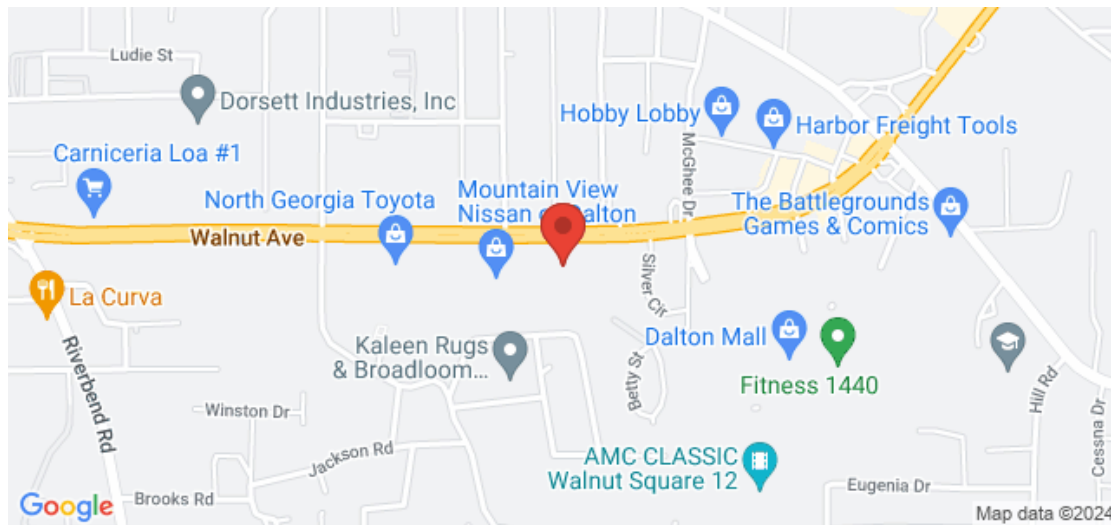 Ludie St
Dorsett Industries, Inc
Hobby Lobby
Harbor Freight Tools
McGhee Dr
Carniceria Loa #1
North Georgia Toyota
Mountain View
Nissan of Dalton
The Battlegrounds
Games & Comics
Walnut Ave
Silver Cir
La Curva
Riverbend Rd
Kaleen Rugs
& Broadloom...
Dalton Mall
Fitness 1440
Betty St
Hill Rd
Cessna Dr
Winston Dr
Jackson Rd
AMC CLASSIC
Walnut Square 12
Eugenia Dr
Brooks Rd
Google
Map data ©2024